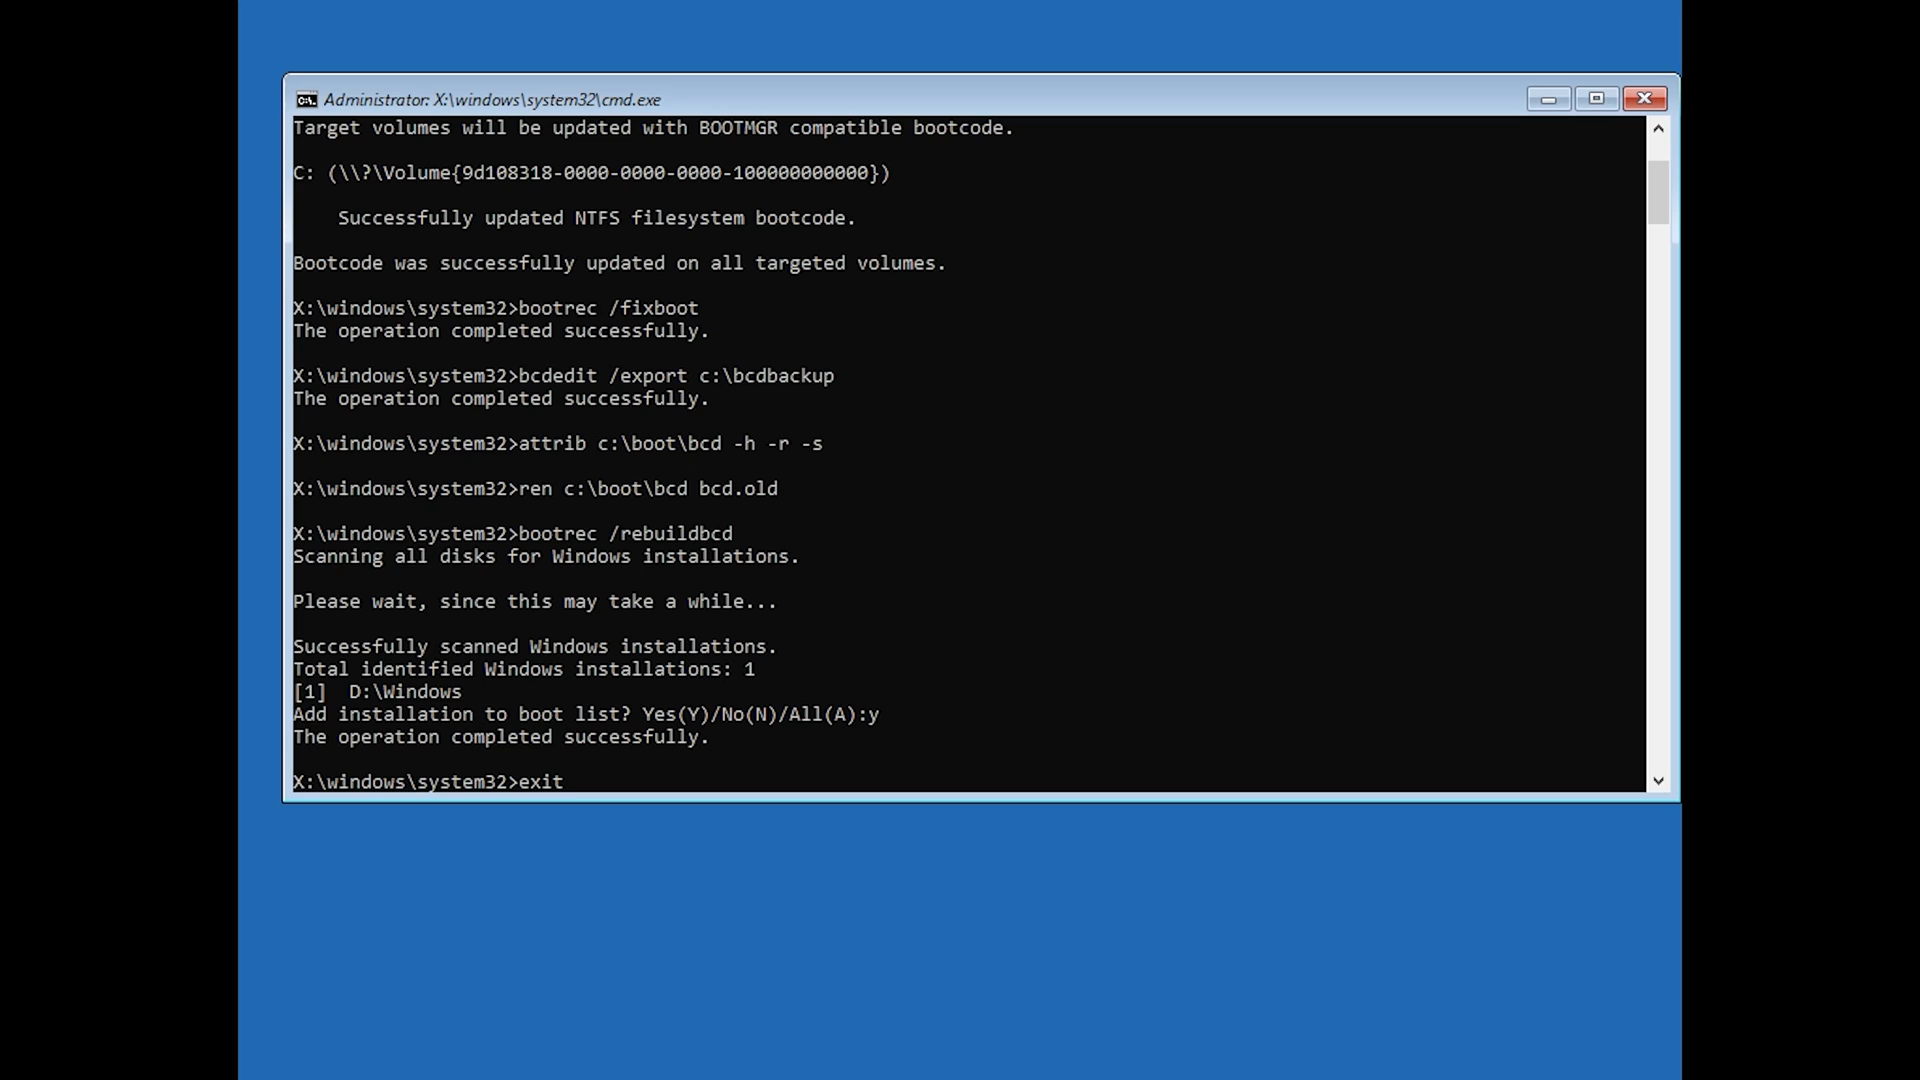 Administrator: X:\windows\system32\cmd.exe
Target volumes will be updated with BOOTMGR compatible bootcode.
C: (\\?\Volume{9d108318-0000-0000-0000-100000000000})
Successfully updated NTFS filesystem bootcode.
Bootcode was successfully updated on all targeted volumes.
X:\windows\system32>bootrec /fixboot
The operation completed successfully.
X:\windows\system32>bcdedit /export c:\bcdbackup
The operation completed successfully.
X:\windows\system32>attrib c:\boot\bcd -h -r -s
X:\windows\system32>ren c:\boot\bcd bcd.old
X:\windows\system32>bootrec /rebuildbcd
Scanning all disks for Windows installations.
Please wait, since this may take a while...
Successfully scanned Windows installations.
Total identified Windows installations: 1
[1]  D:\Windows
Add installation to boot list? Yes(Y)/No(N)/All(A):y
The operation completed successfully.
X:\windows\system32>exit